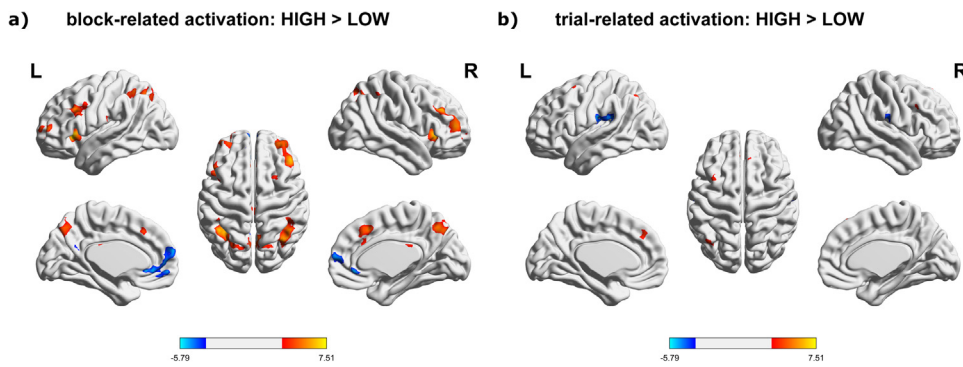 a) block-related activation: HIGH > LOW
L
R
-5.79 7.51
b) trial-related activation: HIGH > LOW
L
R
-5.79 7.51